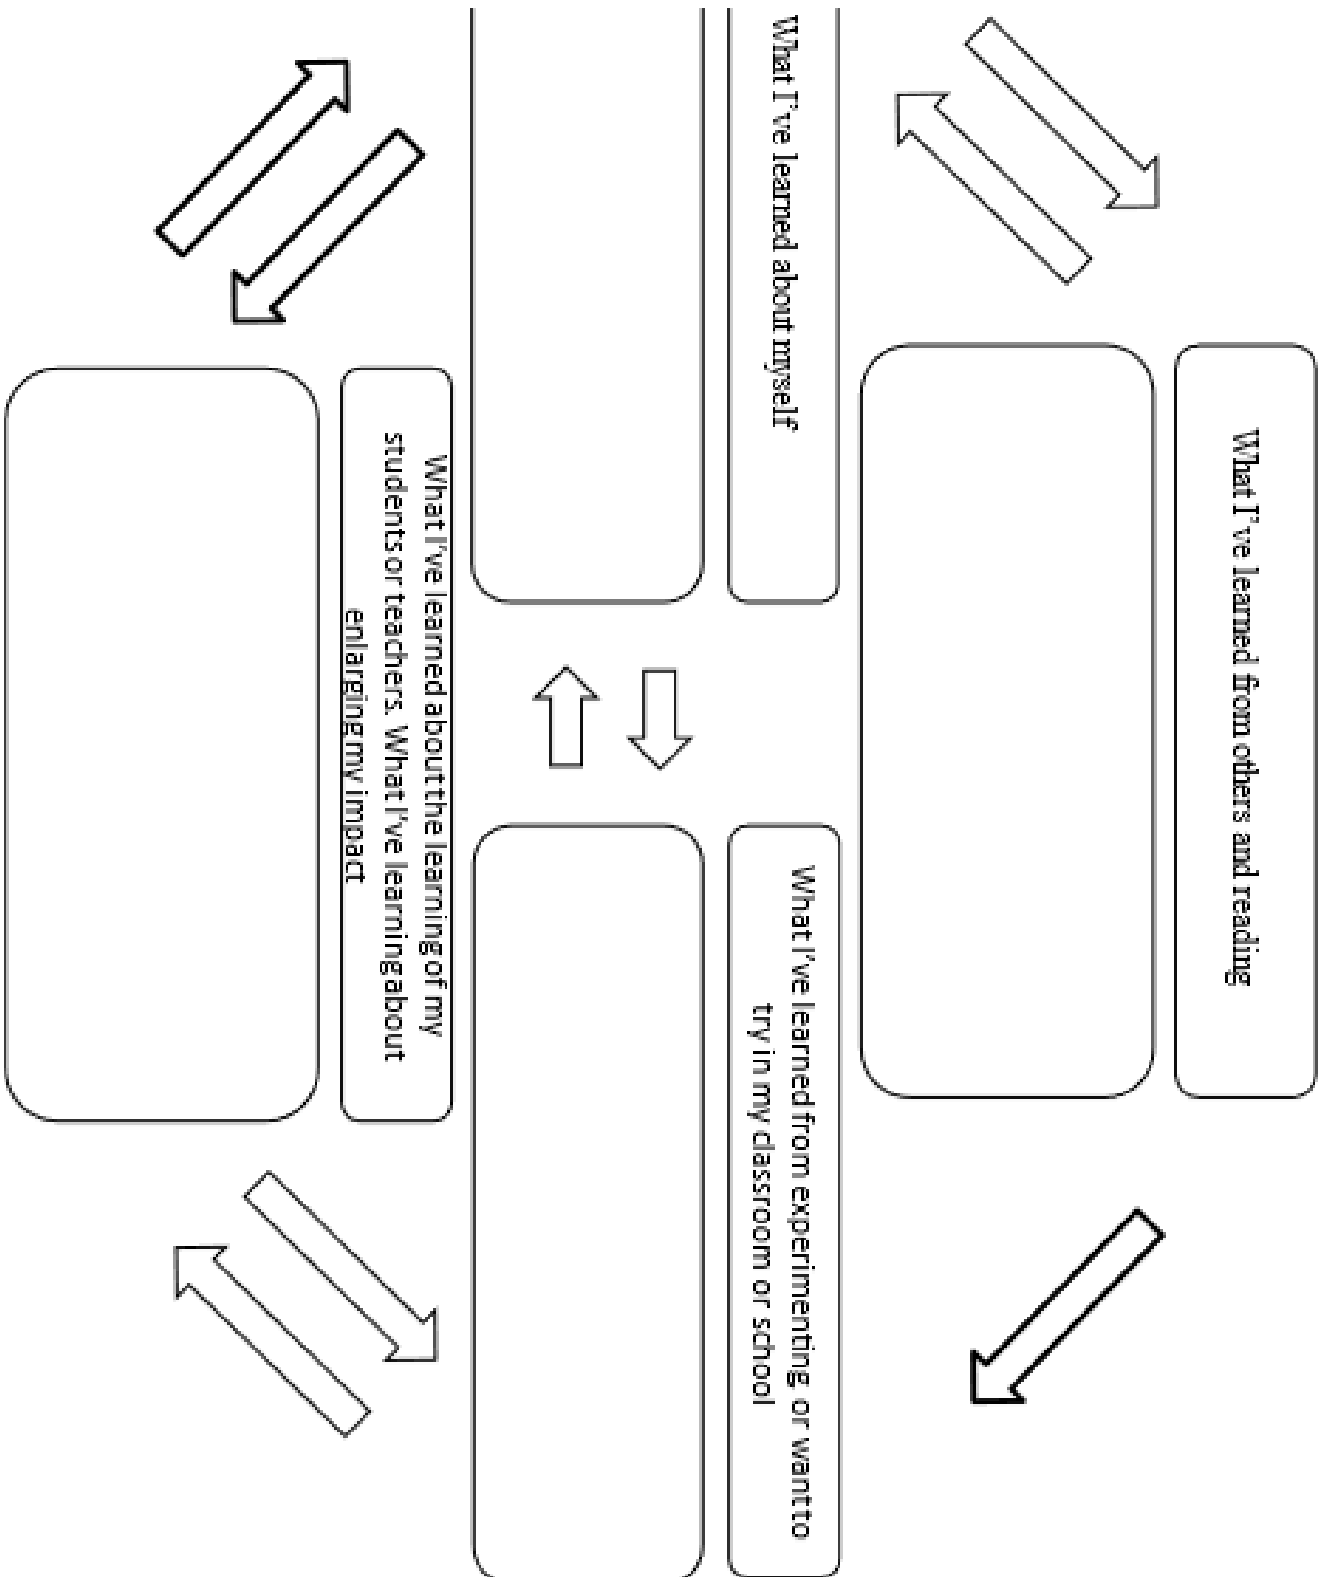 What I've learned from others and reading
What I've learned about myself
What I've learned from experimenting or want to
try in my classroom or school
What I've learned about the learning of my
students or teachers. What I've learning about
enlarging my impact